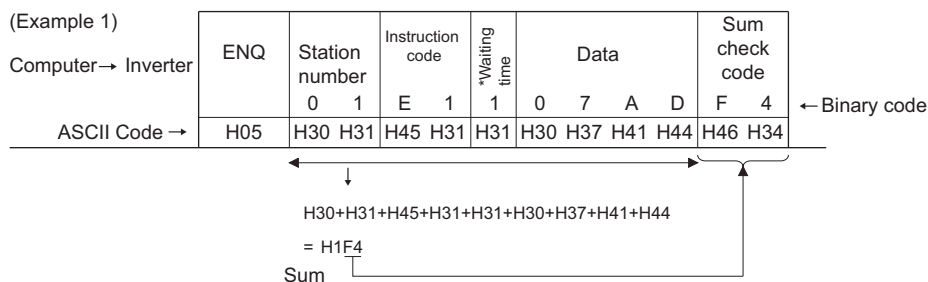 (Example 1)
Computer→ Inverter
ENQ
Station
number
Instruction
code
*Waiting
time
Data
Sum
check
code
0 1 E 1 1 0 7 A D F 4
←Binary code
ASCII Code → H05 H30 H31 H45 H31 H31 H30 H37 H41 H44 H46 H34
H30+H31+H45+H31+H31+H30+H37+H41+H44
= H1F4
Sum